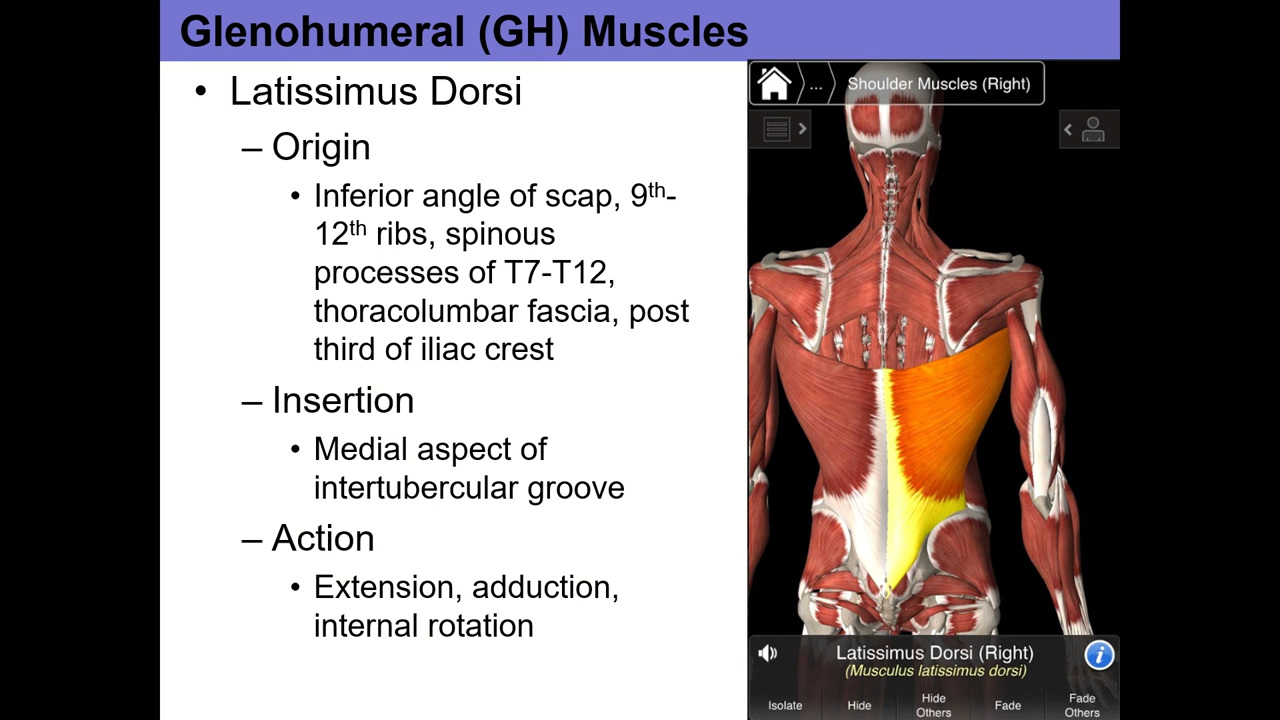 Glenohumeral (GH) Muscles
• Latissimus Dorsi
– Origin
• Inferior angle of scap, 9th-
12th ribs, spinous
processes of T7-T12,
thoracolumbar fascia, post
third of iliac crest
– Insertion
• Medial aspect of
intertubercular groove
– Action
• Extension, adduction,
internal rotation
... Shoulder Muscles (Right)
Latissimus Dorsi (Right)
(Musculus latissimus dorsi)
Isolate Hide Hide Others Fade Fade Others